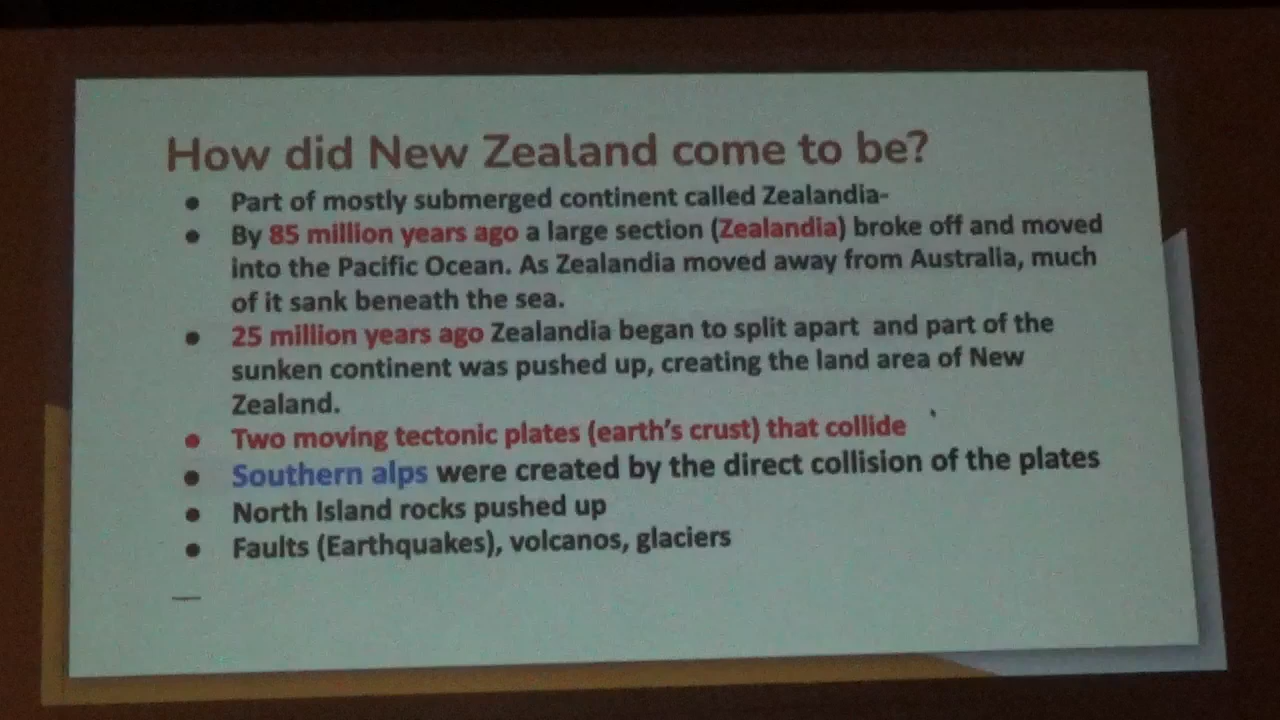 How did New Zealand come to be?
● Part of mostly submerged continent called Zealandia-
● By 85 million years ago a large section (Zealandia) broke off and moved
into the Pacific Ocean. As Zealandia moved away from Australia, much
of it sank beneath the sea.
● 25 million years ago Zealandia began to split apart and part of the
sunken continent was pushed up, creating the land area of New
Zealand.
● Two moving tectonic plates (earth's crust) that collide
● Southern alps were created by the direct collision of the plates
● North Island rocks pushed up
● Faults (Earthquakes), volcanos, glaciers